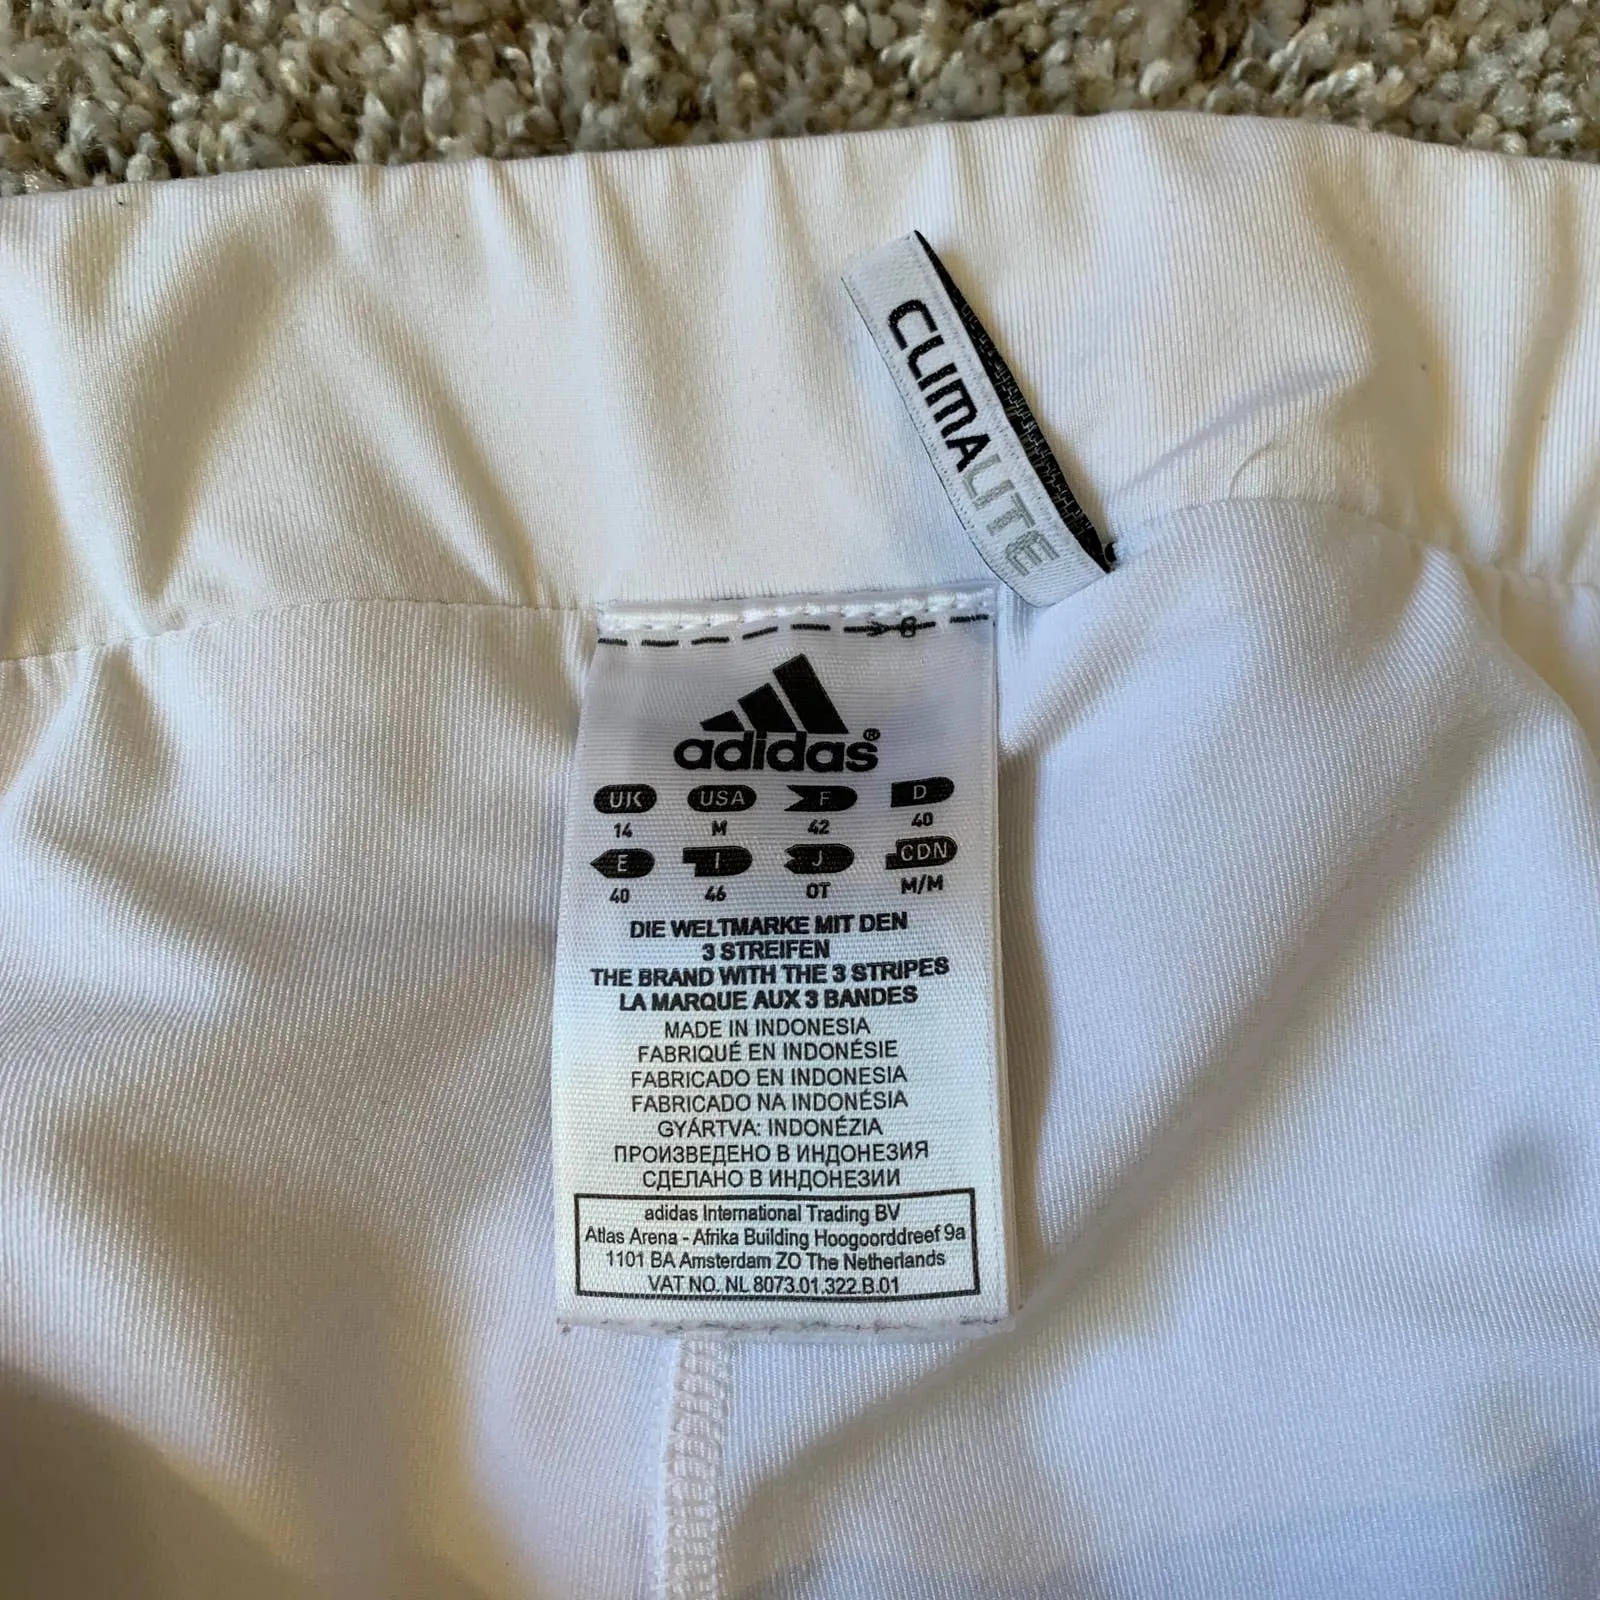 CLIMALITE
adidas®
UK USA F D
14 M 42 40
E I J CDN
40 46 OT M/M
DIE WELTMARKE MIT DEN
3 STREIFEN
THE BRAND WITH THE 3 STRIPES
LA MARQUE AUX 3 BANDES
MADE IN INDONESIA
FABRIQUÉ EN INDONÉSIE
FABRICADO EN INDONESIA
FABRICADO NA INDONÉSIA
GYÁRTVA: INDONÉZIA
ПРОИЗВЕДЕНО В ИНДОНЕЗИЯ
СДЕЛАНО В ИНДОНЕЗИИ
adidas International Trading BV
Atlas Arena - Afrika Building Hoogoorddreef 9a
1101 BA Amsterdam ZO The Netherlands
VAT NO. NL 8073.01.322.B.01